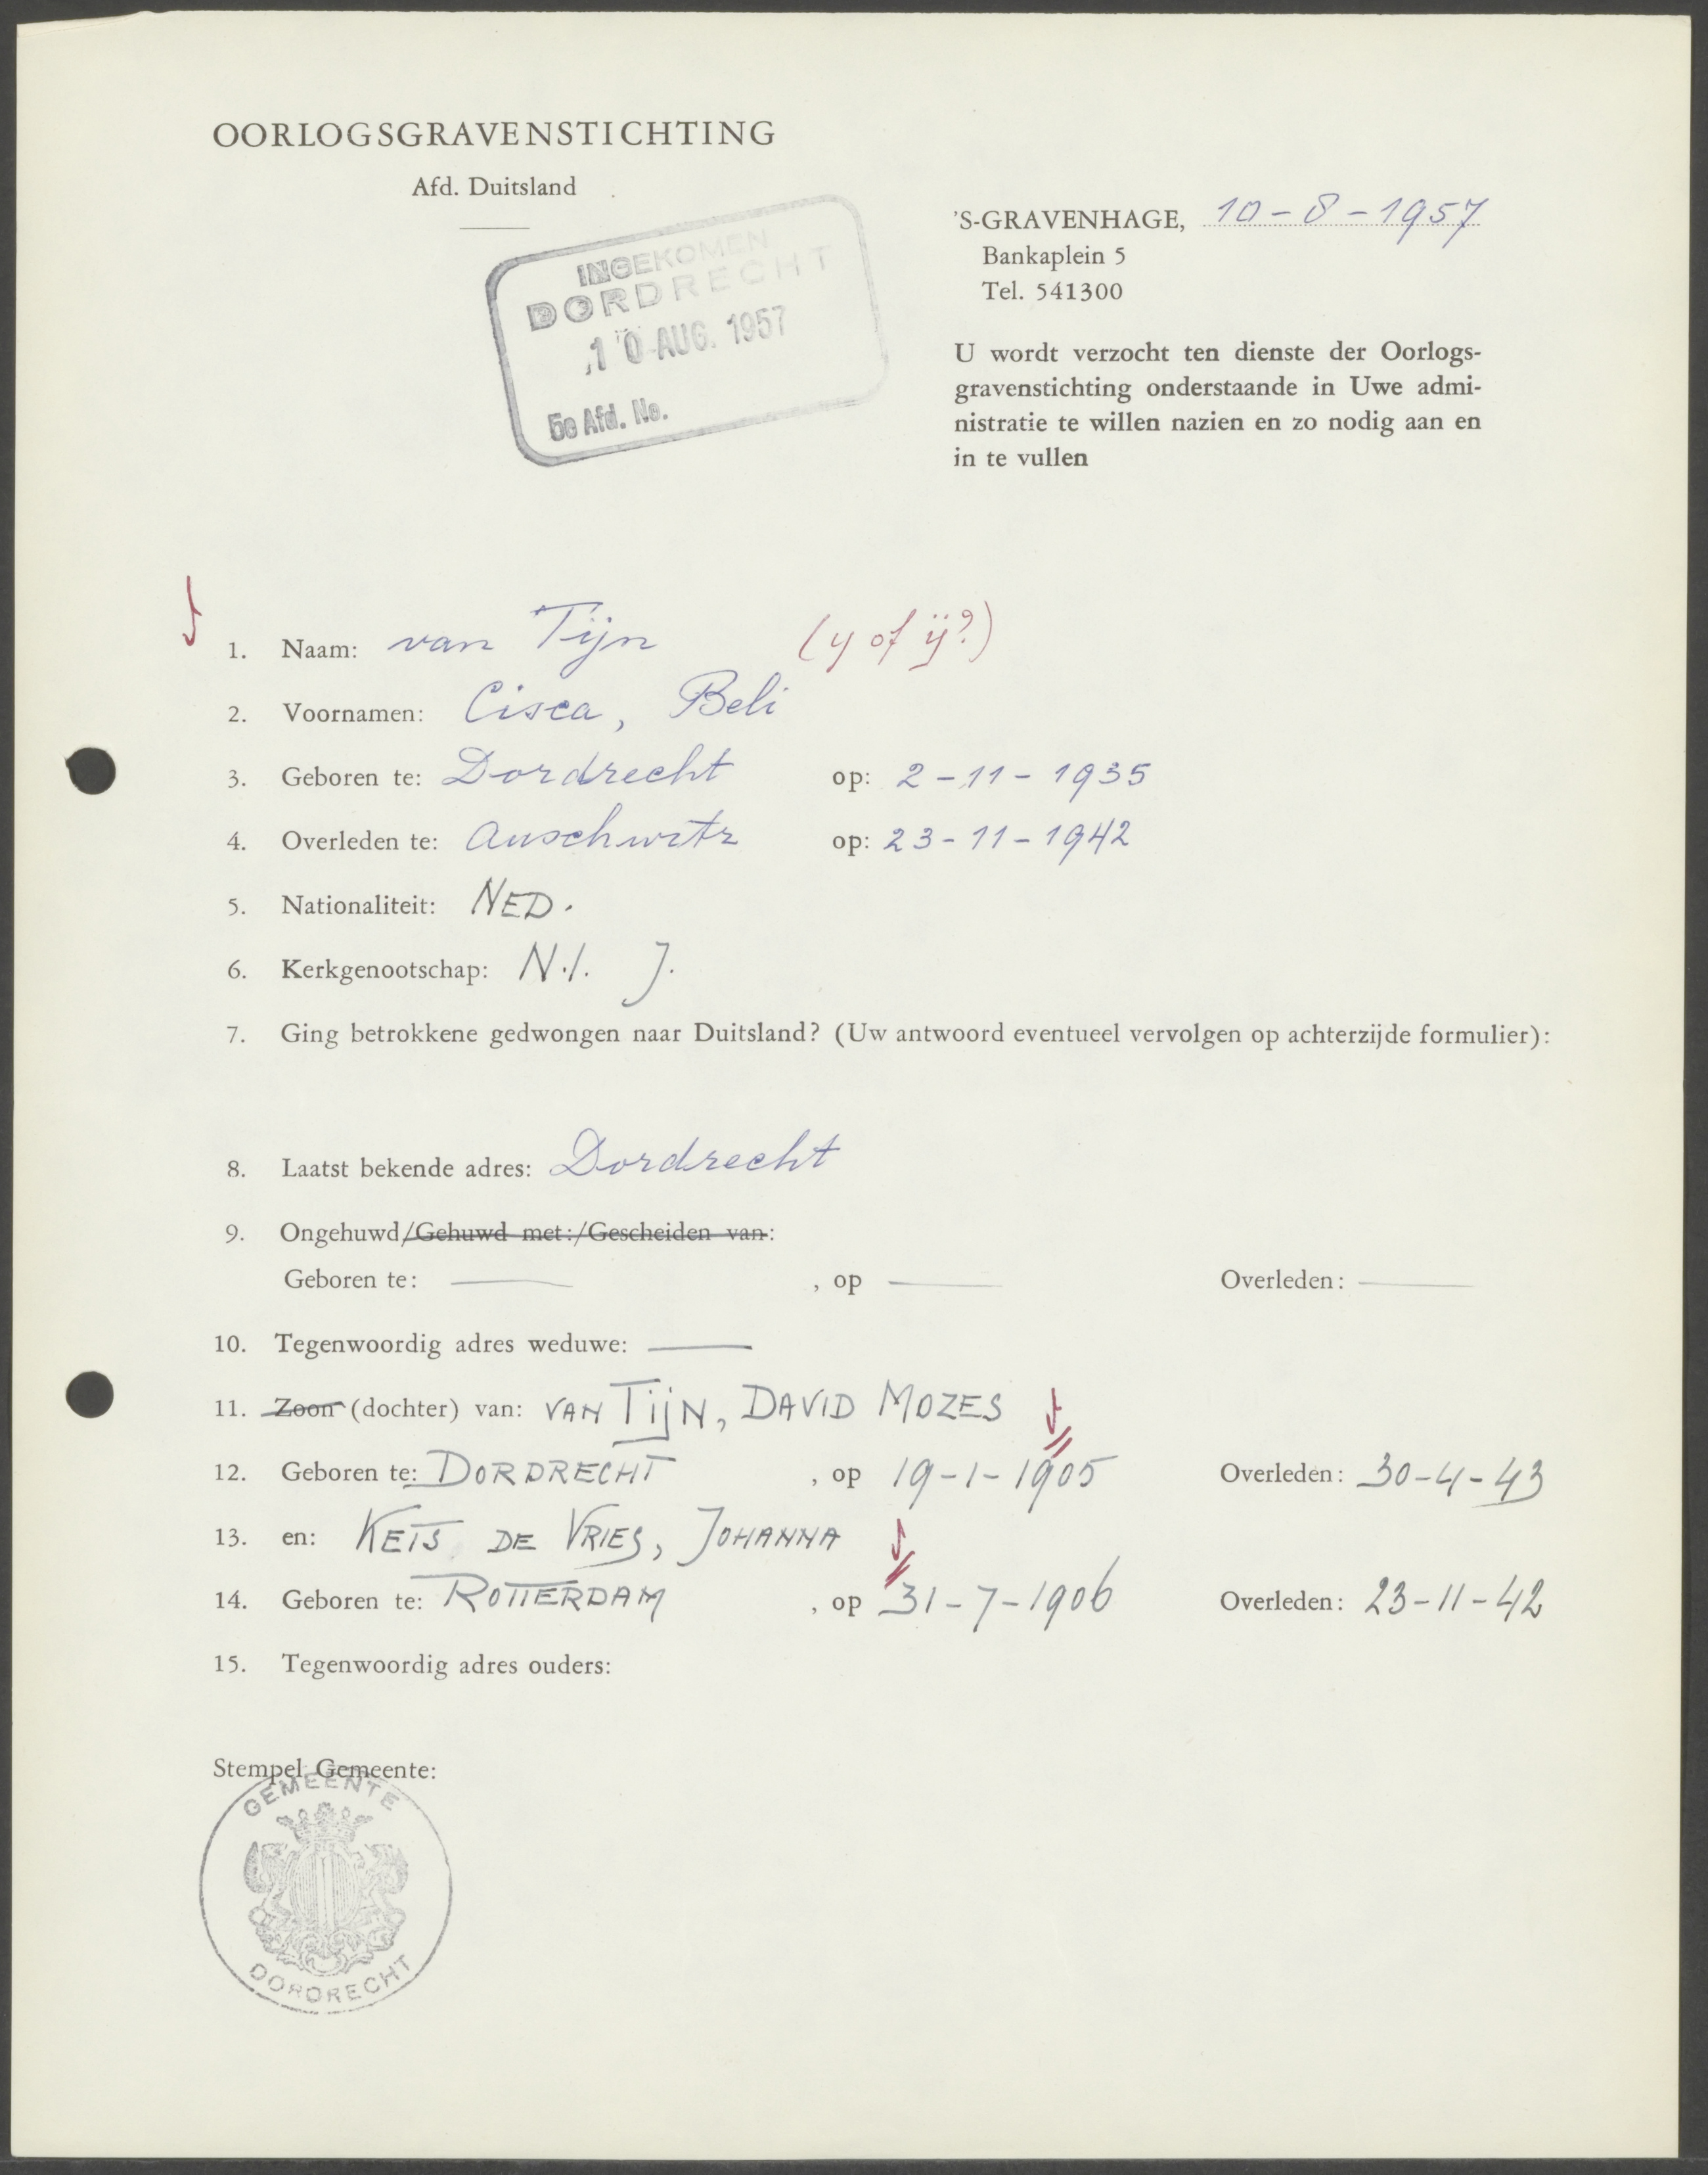 OORLOGSGRAVENSTICHTING
Afd. Duitsland
INGEKOMEN
DORDRECHT
10 AUG. 1957
5e Afd. No.
'S-GRAVENHAGE, 10-8-1957
Bankaplein 5
Tel. 541300
U wordt verzocht ten dienste der Oorlogs-
gravenstichting onderstaande in Uwe admi-
nistratie te willen nazien en zo nodig aan en
in te vullen
1. Naam: van Tijn (y of ij?)
2. Voornamen: Cisca, Beli
3. Geboren te: Dordrecht op: 2-11-1935
4. Overleden te: Auschwitz op: 23-11-1942
5. Nationaliteit: NED.
6. Kerkgenootschap: N.I. J.
7. Ging betrokkene gedwongen naar Duitsland? (Uw antwoord eventueel vervolgen op achterzijde formulier):
8. Laatst bekende adres: Dordrecht
9. Ongehuwd/Gehuwd met:/Gescheiden van:
Geboren te: — , op — Overleden: —
10. Tegenwoordig adres weduwe: —
11. Zoon (dochter) van: VAN TIJN, DAVID MOZES
12. Geboren te: DORDRECHT , op 19-1-1905 Overleden: 30-4-43
13. en: KETS DE VRIES, JOHANNA
14. Geboren te: ROTTERDAM , op 31-7-1906 Overleden: 23-11-42
15. Tegenwoordig adres ouders:
Stempel Gemeente:
GEMEENTE
DORDRECHT